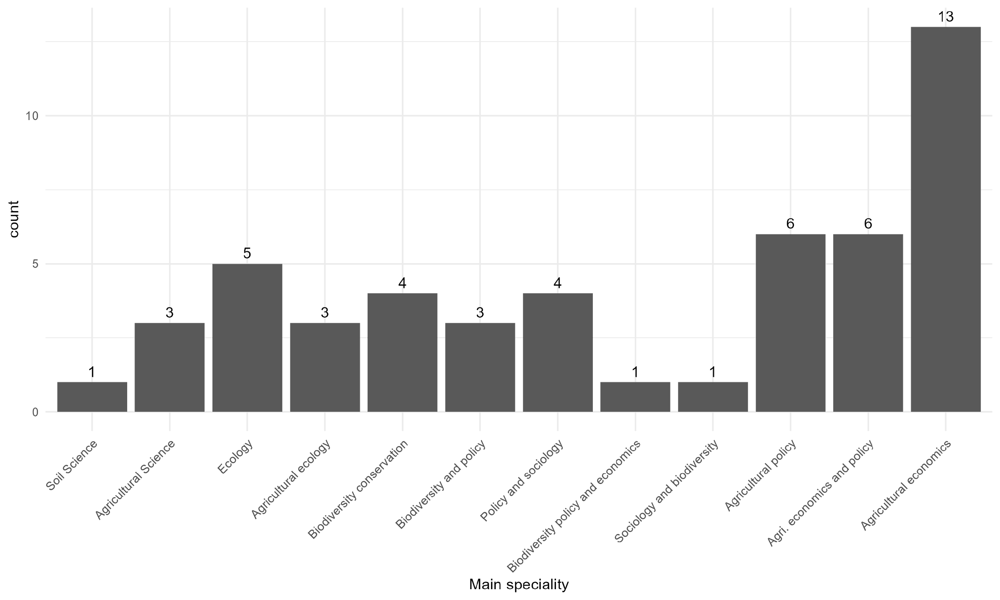 13
10
6
6
5
5
4
4
3
3
3
1
1
1
0
count
Soil Science
Agricultural Science
Ecology
Agricultural ecology
Biodiversity conservation
Biodiversity and policy
Policy and sociology
Biodiversity policy and economics
Sociology and biodiversity
Agricultural policy
Agri. economics and policy
Agricultural economics
Main speciality